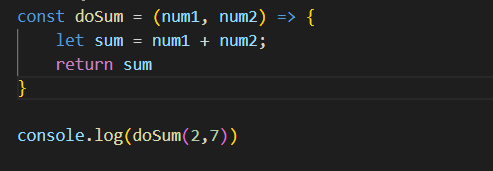 const doSum = (num1, num2) => {
    let sum = num1 + num2;
    return sum
}
console.log(doSum(2,7))